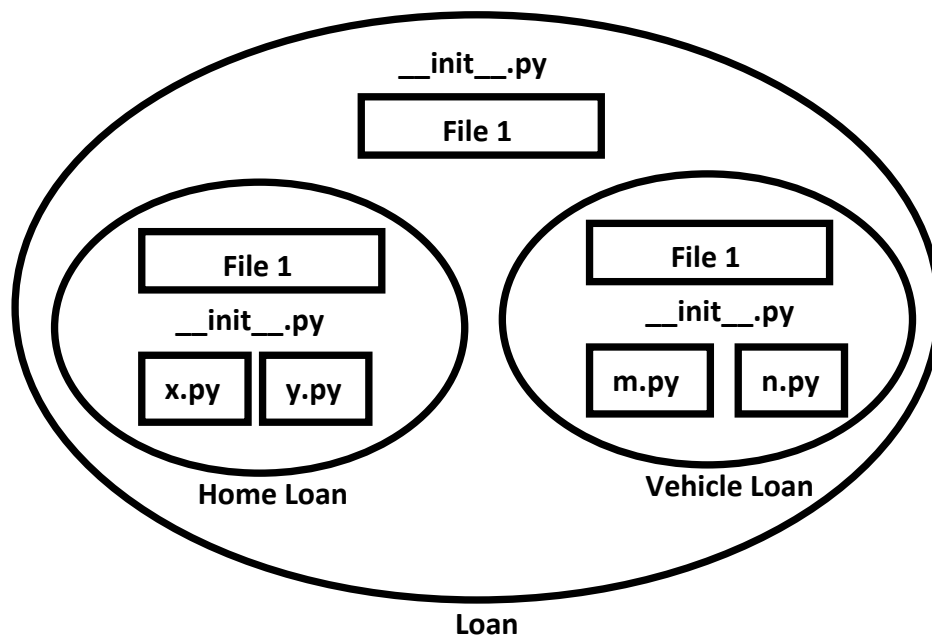 __init__.py
File 1
File 1
__init__.py
x.py
y.py
Home Loan
File 1
__init__.py
m.py
n.py
Vehicle Loan
Loan